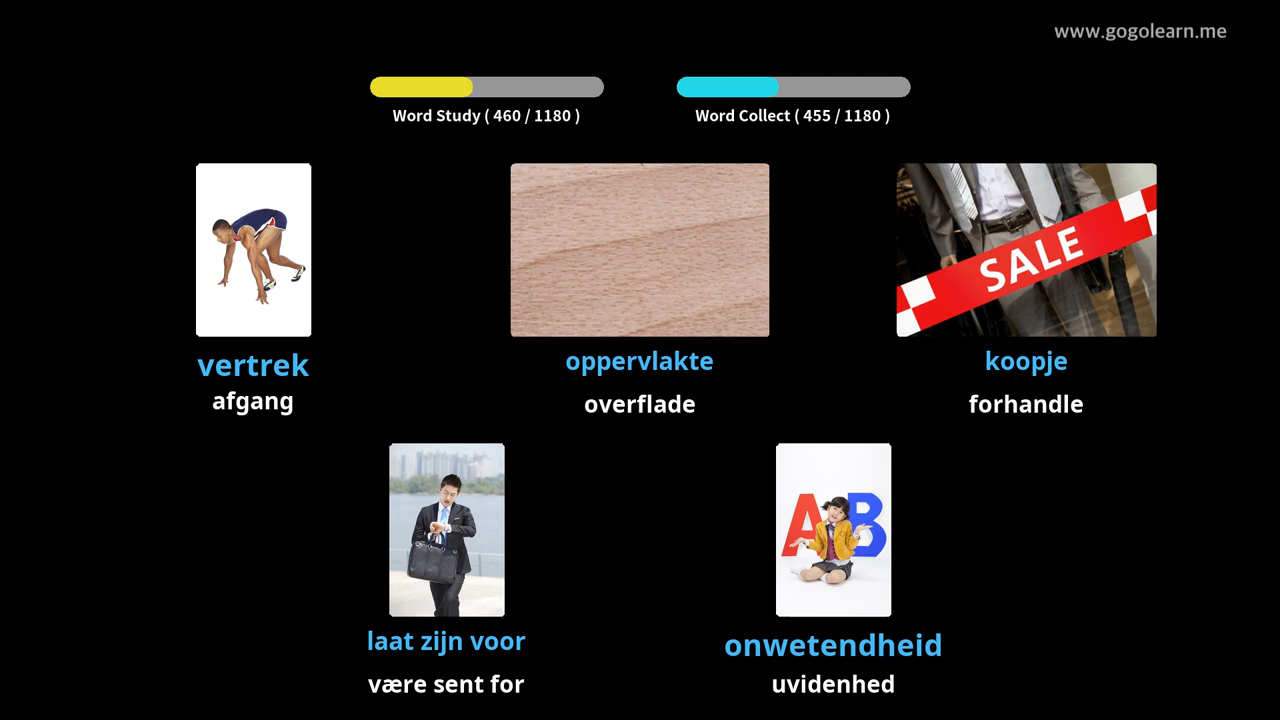 www.gogolearn.me
Word Study ( 460 / 1180 )
Word Collect ( 455 / 1180 )
SALE
vertrek
afgang
oppervlakte
overflade
koopje
forhandle
A B
laat zijn voor
være sent for
onwetendheid
uvidenhed